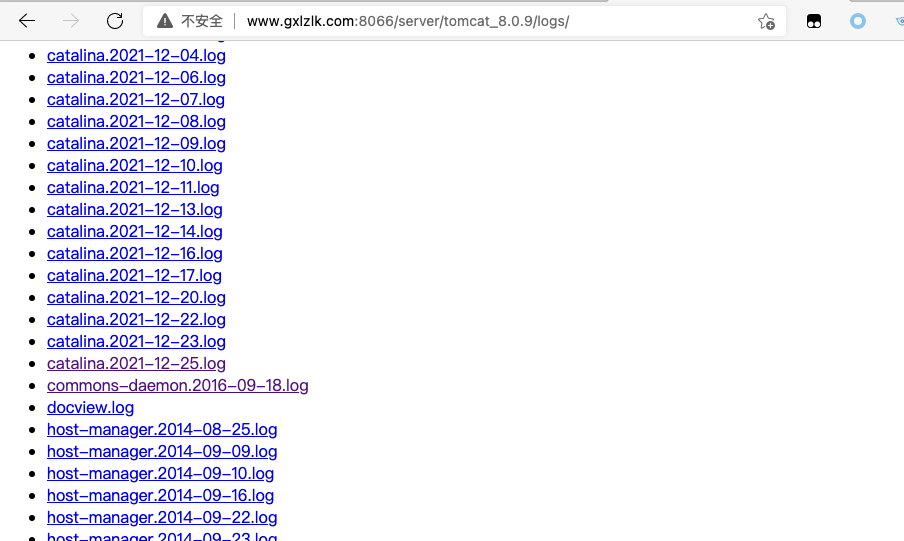 不安全 www.gxlzlk.com:8066/server/tomcat_8.0.9/logs/
catalina.2021-12-04.log
catalina.2021-12-06.log
catalina.2021-12-07.log
catalina.2021-12-08.log
catalina.2021-12-09.log
catalina.2021-12-10.log
catalina.2021-12-11.log
catalina.2021-12-13.log
catalina.2021-12-14.log
catalina.2021-12-16.log
catalina.2021-12-17.log
catalina.2021-12-20.log
catalina.2021-12-22.log
catalina.2021-12-23.log
catalina.2021-12-25.log
commons-daemon.2016-09-18.log
docview.log
host-manager.2014-08-25.log
host-manager.2014-09-09.log
host-manager.2014-09-10.log
host-manager.2014-09-16.log
host-manager.2014-09-22.log
host-manager.2014-09-23.log